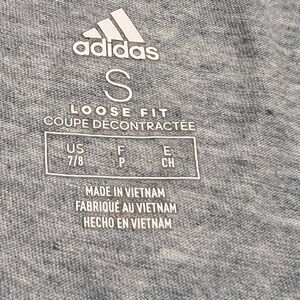 adidas
S
LOOSE FIT
COUPE DÉCONTRACTÉE
US F E
7/8 P CH
MADE IN VIETNAM
FABRIQUÉ AU VIETNAM
HECHO EN VIETNAM